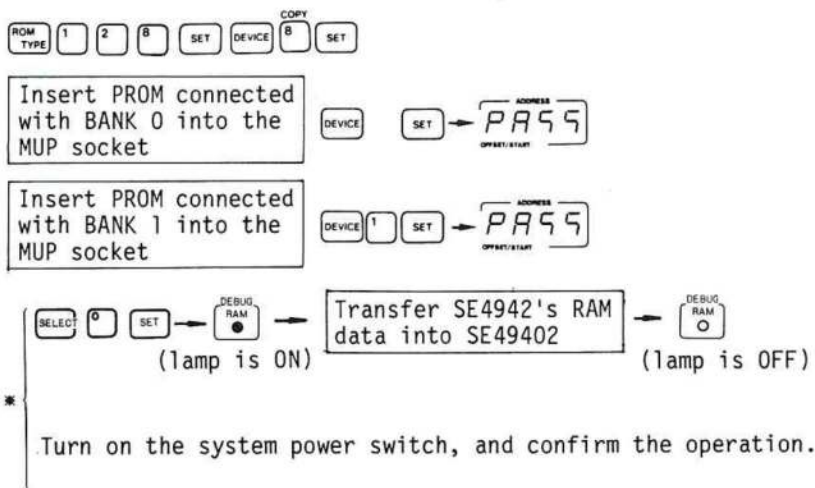 COPY
ROM TYPE 1 2 8 SET DEVICE 8 SET
Insert PROM connected
with BANK 0 into the
MUP socket
DEVICE SET → ADDRESS PASS OFFSET/START
Insert PROM connected
with BANK 1 into the
MUP socket
DEVICE 1 SET → ADDRESS PASS OFFSET/START
SELECT 0 SET → DEBUG RAM ● → Transfer SE4942's RAM → DEBUG RAM ○
data into SE49402
(lamp is ON) (lamp is OFF)
※
Turn on the system power switch, and confirm the operation.